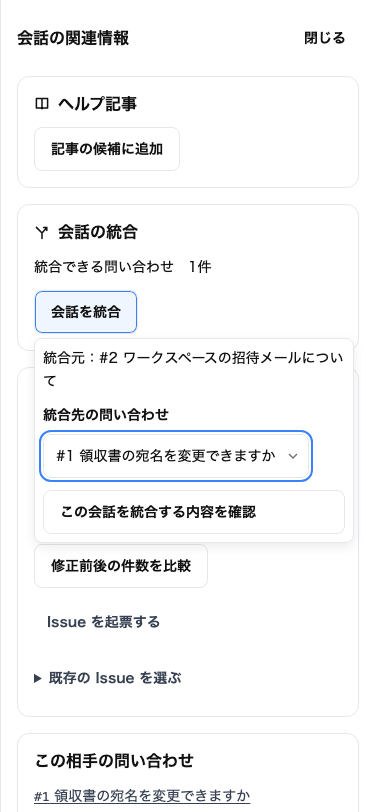 会話の関連情報
閉じる
ヘルプ記事
記事の候補に追加
会話の統合
統合できる問い合わせ　1件
会話を統合
統合元：#2 ワークスペースの招待メールについ
て
統合先の問い合わせ
#1 領収書の宛名を変更できますか
この会話を統合する内容を確認
修正前後の件数を比較
Issue を起票する
▶ 既存の Issue を選ぶ
この相手の問い合わせ
#1 領収書の宛名を変更できますか